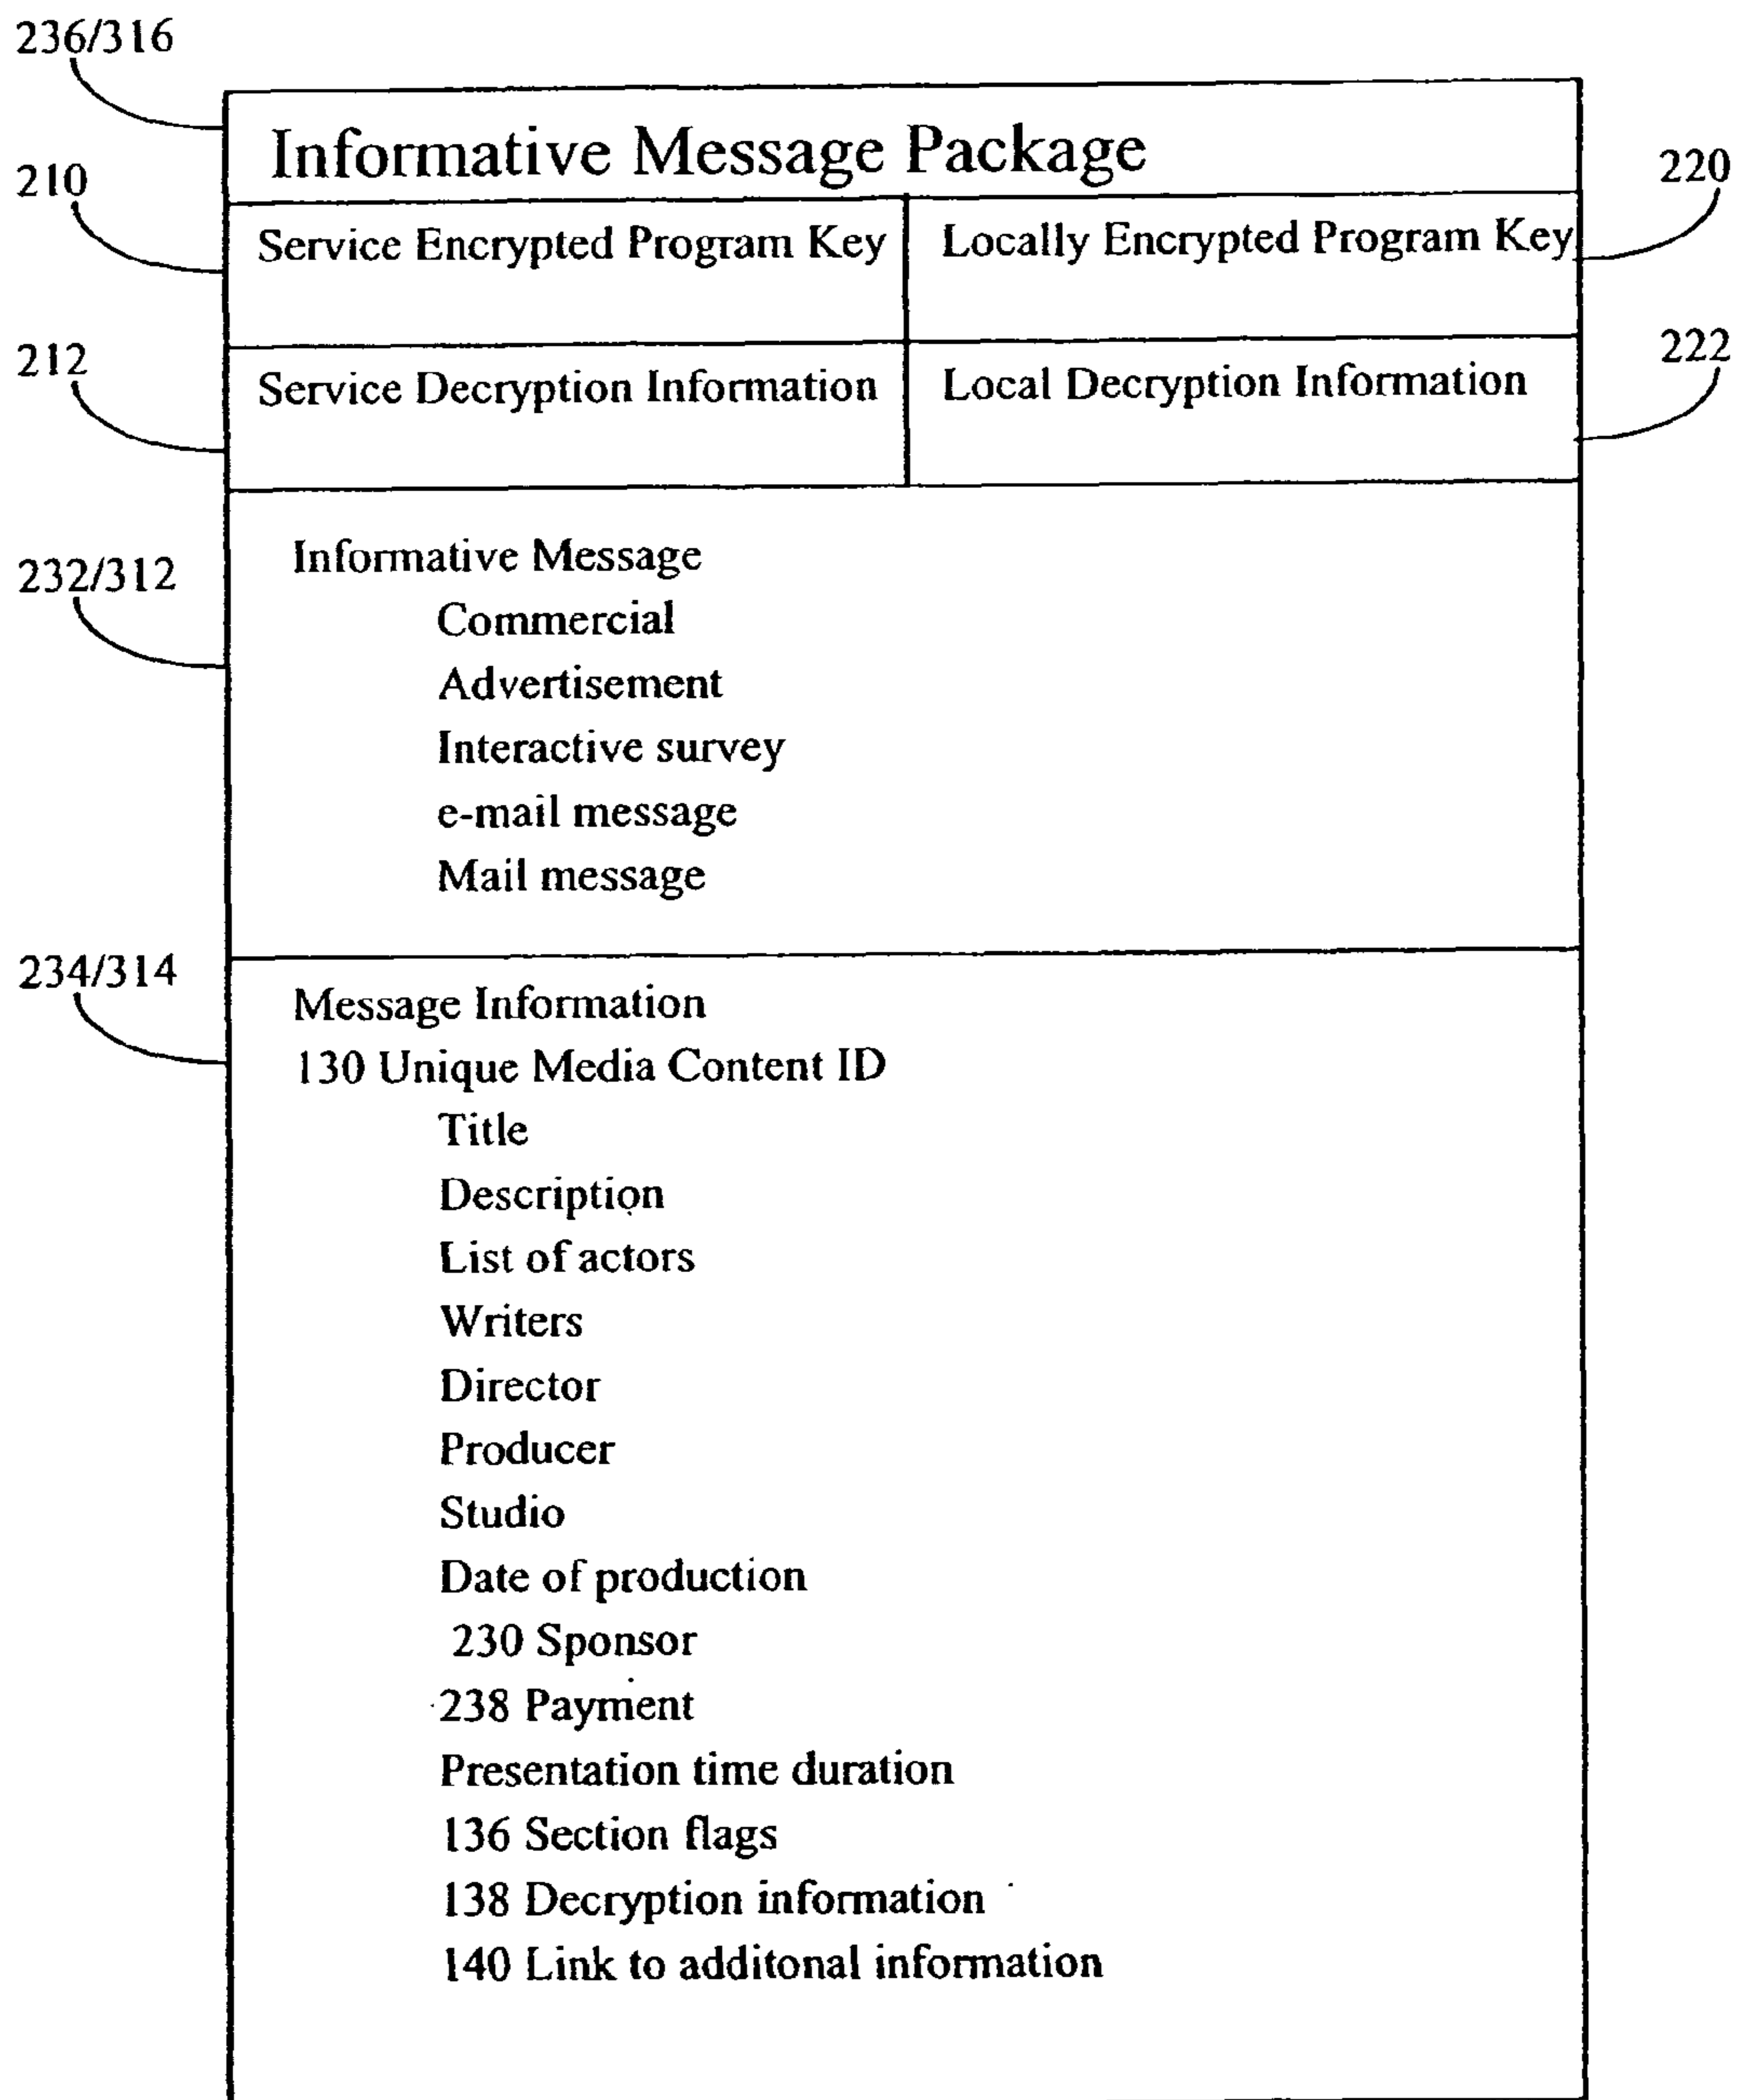 236/316
Informative Message Package
210
220
Service Encrypted Program Key
Locally Encrypted Program Key
212
222
Service Decryption Information
Local Decryption Information
232/312
Informative Message
Commercial
Advertisement
Interactive survey
e-mail message
Mail message
234/314
Message Information
130 Unique Media Content ID
Title
Description
List of actors
Writers
Director
Producer
Studio
Date of production
230 Sponsor
238 Payment
Presentation time duration
136 Section flags
138 Decryption information
140 Link to additonal information